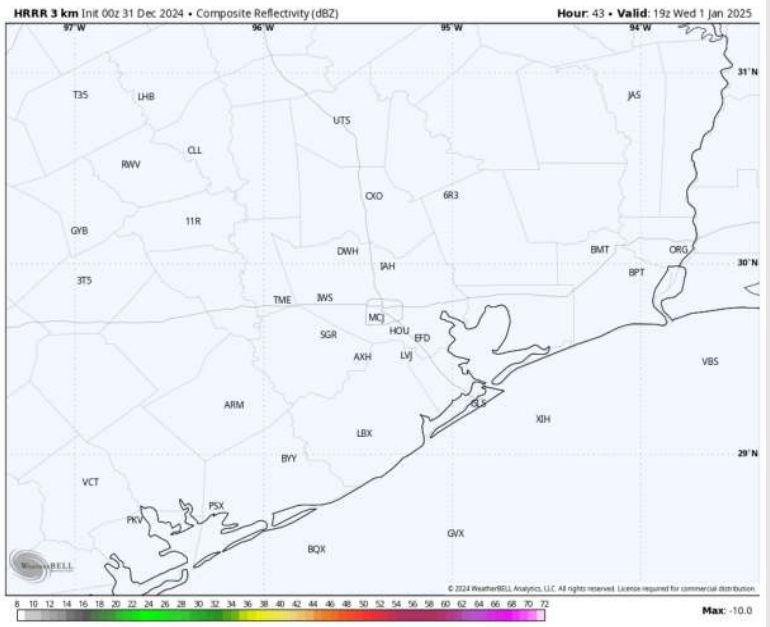 HRRR 3 km Init 00z 31 Dec 2024 • Composite Reflectivity (dBZ) Hour: 43 • Valid: 19z Wed 1 Jan 2025
97°W 96°W 95°W 94°W
31°N
T35 LHB JAS
UTS
CLL
RWV
CXO 6R3
11R
GYB
DWH BMT ORG
30°N
IAH
BPT
3T5
TME IWS
MCJ
SGR HOU EFD
AXH LVJ
VBS
ARM GLS
XIH
LBX
29°N
BYY
VCT
PSX
PKV
GVX
BQX
WeatherBELL
© 2024 WeatherBELL Analytics, LLC. All rights reserved. License required for commercial distribution.
8 10 12 14 16 18 20 22 24 26 28 30 32 34 36 38 40 42 44 46 48 50 52 54 56 58 60 62 64 66 68 70 72 Max: -10.0